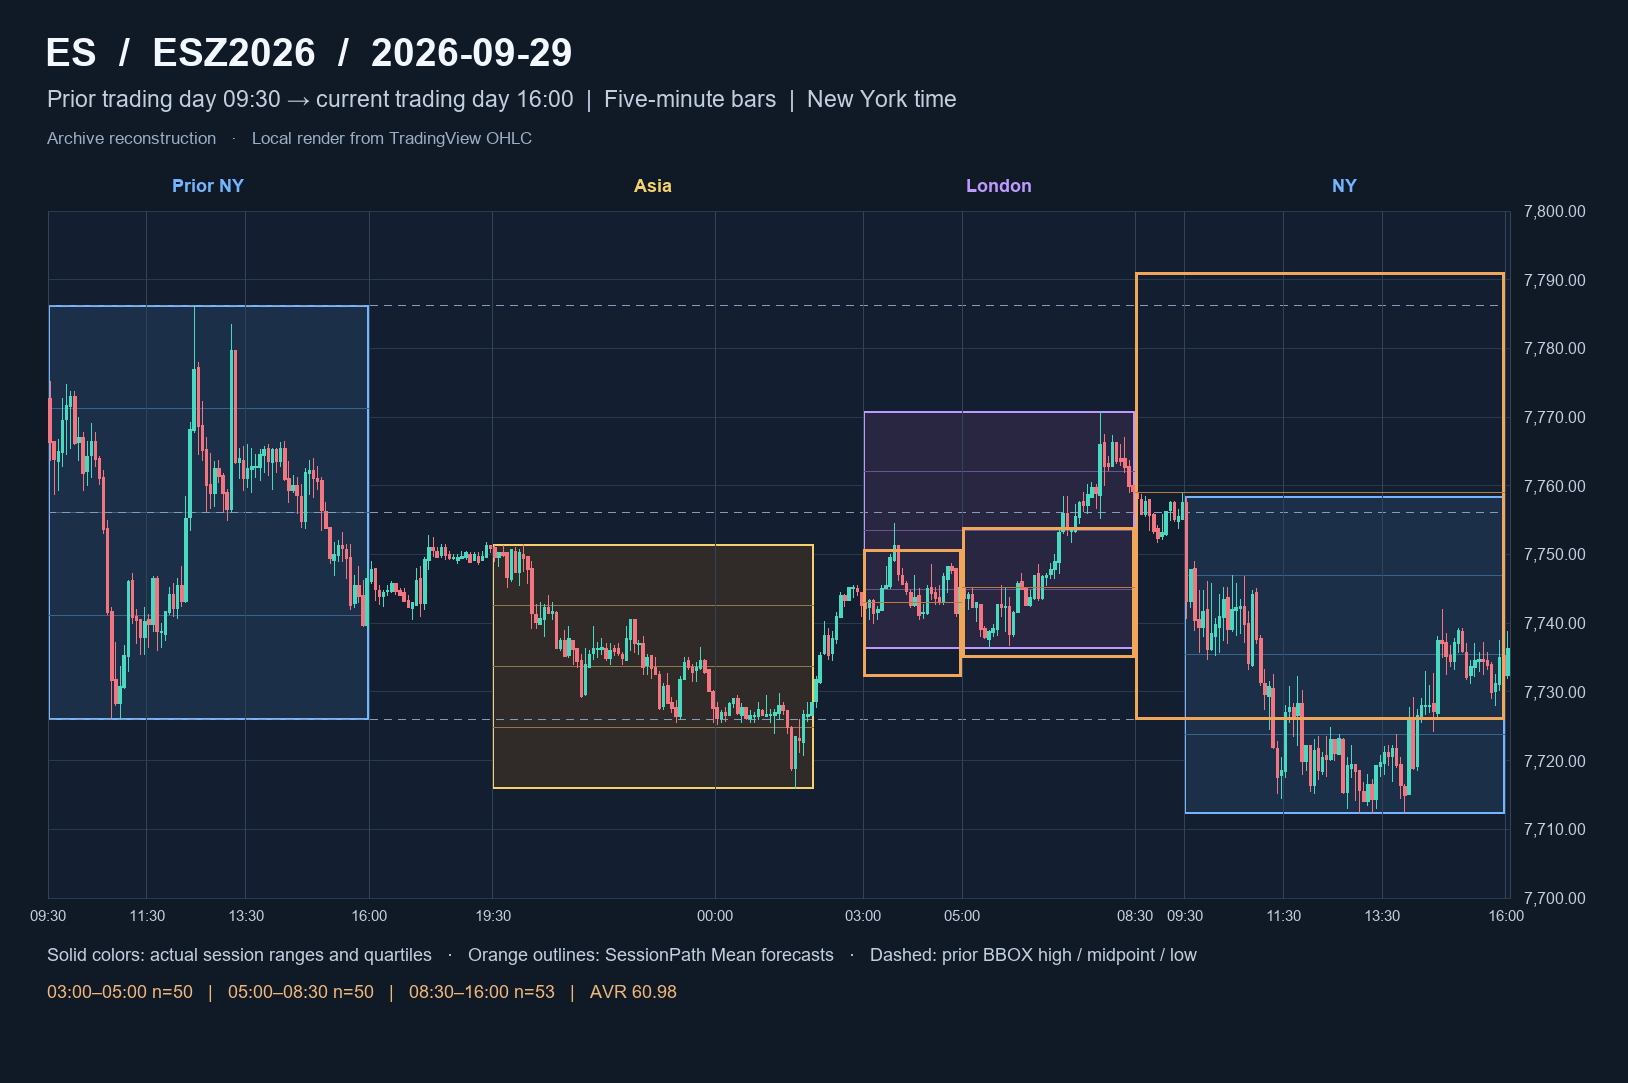 ES / ESZ2026 / 2026-09-29
Prior trading day 09:30 → current trading day 16:00 | Five-minute bars | New York time
Archive reconstruction · Local render from TradingView OHLC
Prior NY Asia London NY
7,800.00
7,790.00
7,780.00
7,770.00
7,760.00
7,750.00
7,740.00
7,730.00
7,720.00
7,710.00
7,700.00
09:30 11:30 13:30 16:00 19:30 00:00 03:00 05:00 08:30 09:30 11:30 13:30 16:00
Solid colors: actual session ranges and quartiles · Orange outlines: SessionPath Mean forecasts · Dashed: prior BBOX high / midpoint / low
03:00–05:00 n=50 | 05:00–08:30 n=50 | 08:30–16:00 n=53 | AVR 60.98